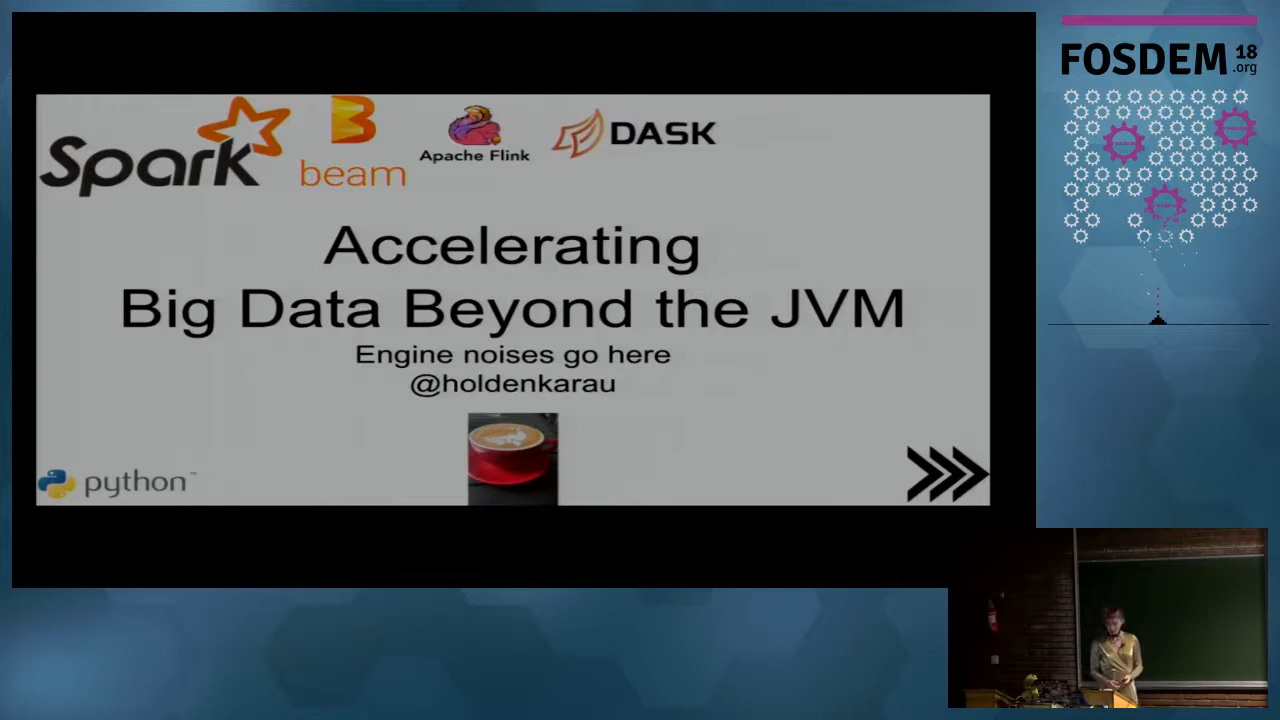 Spark
beam
Apache Flink
DASK
Accelerating
Big Data Beyond the JVM
Engine noises go here
@holdenkarau
python™
FOSDEM 18
.org